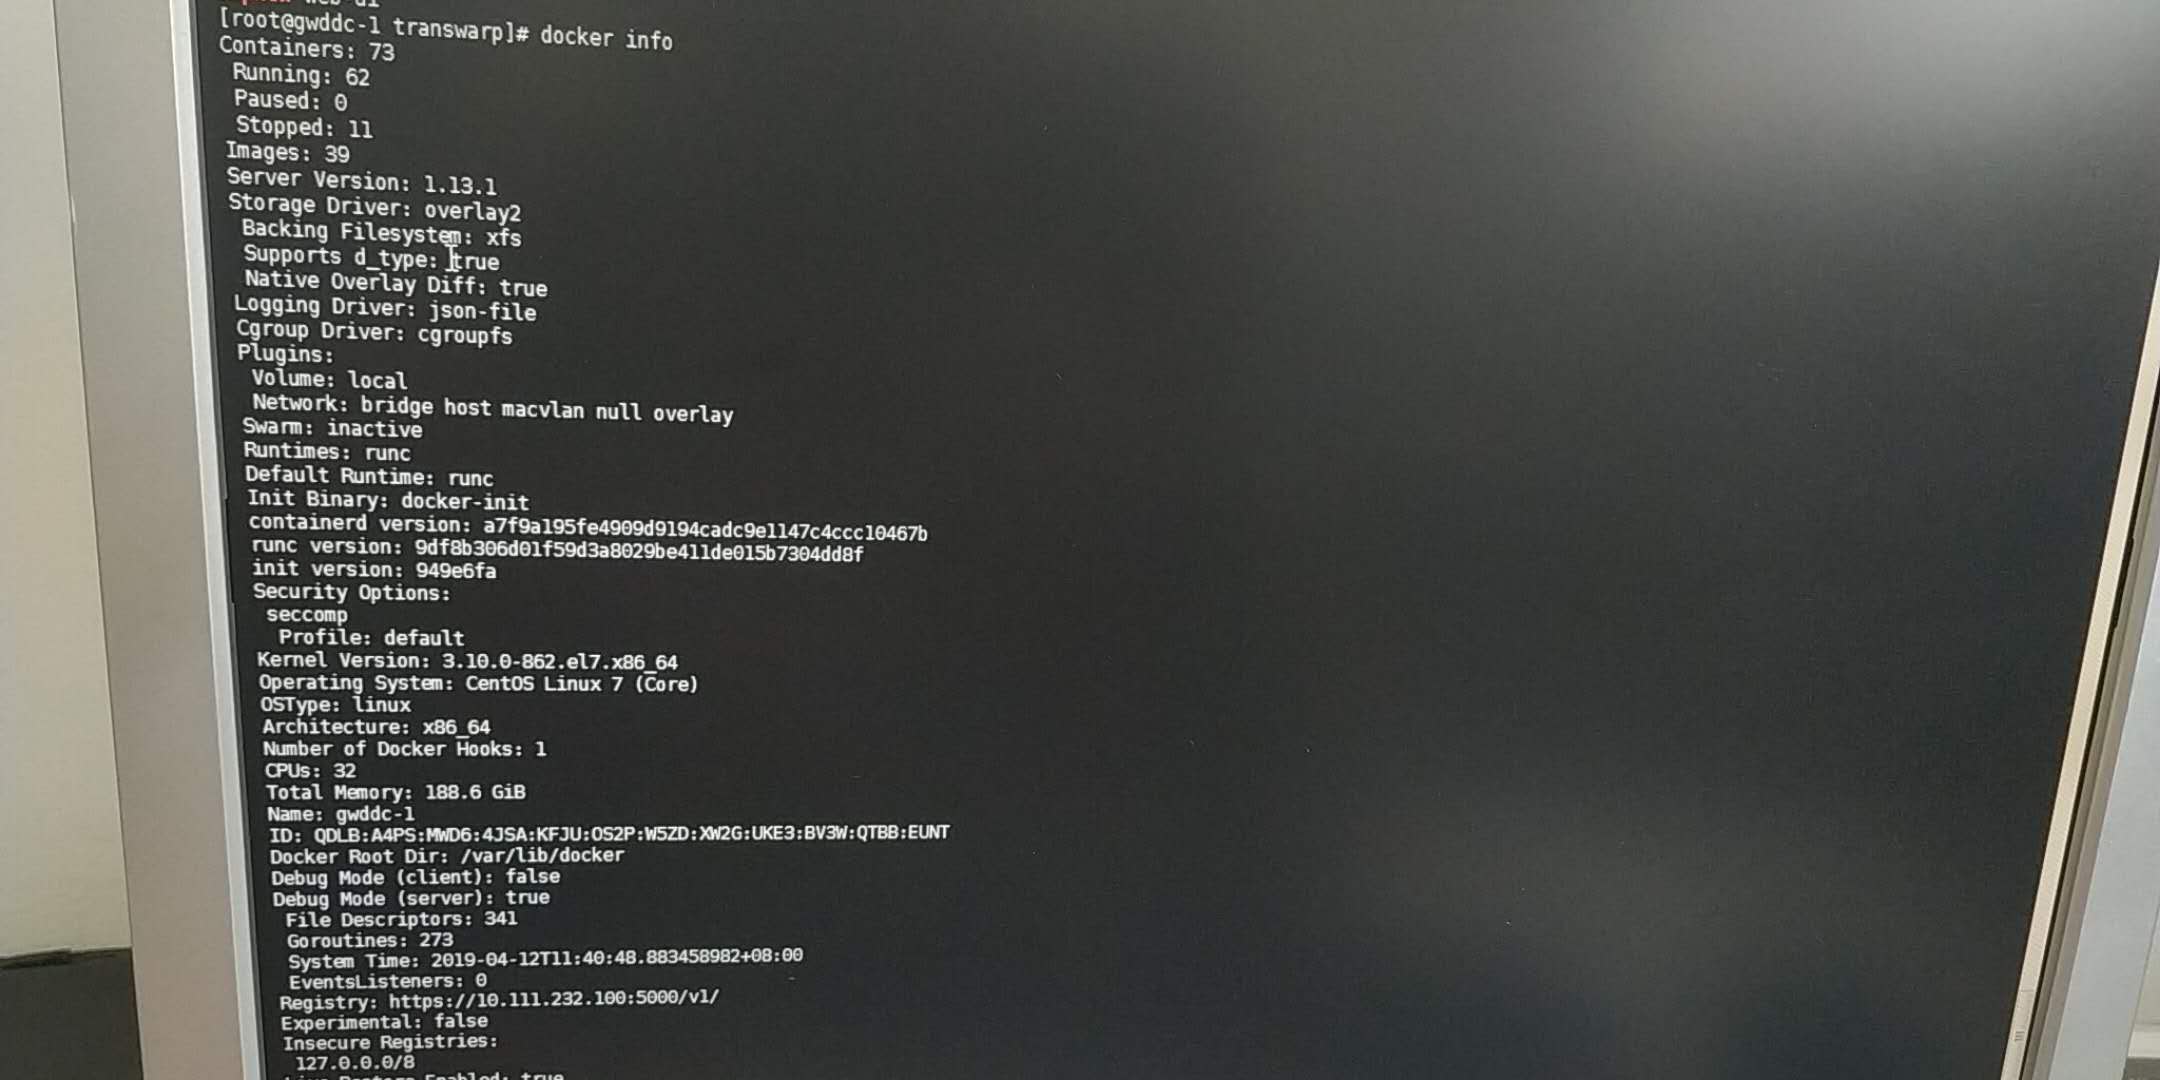 web-ui
[root@gwddc-1 transwarp]# docker info
Containers: 73
 Running: 62
 Paused: 0
 Stopped: 11
Images: 39
Server Version: 1.13.1
Storage Driver: overlay2
 Backing Filesystem: xfs
 Supports d_type: true
 Native Overlay Diff: true
Logging Driver: json-file
Cgroup Driver: cgroupfs
Plugins:
 Volume: local
 Network: bridge host macvlan null overlay
Swarm: inactive
Runtimes: runc
Default Runtime: runc
Init Binary: docker-init
containerd version: a7f9a195fe4909d9194cadc9e1147c4ccc10467b
runc version: 9df8b306d01f59d3a8029be411de015b7304dd8f
init version: 949e6fa
Security Options:
 seccomp
  Profile: default
Kernel Version: 3.10.0-862.el7.x86_64
Operating System: CentOS Linux 7 (Core)
OSType: linux
Architecture: x86_64
Number of Docker Hooks: 1
CPUs: 32
Total Memory: 188.6 GiB
Name: gwddc-1
ID: QDLB:A4PS:MWD6:4JSA:KFJU:OS2P:W5ZD:XW2G:UKE3:BV3W:QTBB:EUNT
Docker Root Dir: /var/lib/docker
Debug Mode (client): false
Debug Mode (server): true
 File Descriptors: 341
 Goroutines: 273
 System Time: 2019-04-12T11:40:48.883458982+08:00
 EventsListeners: 0
Registry: https://10.111.232.100:5000/v1/
Experimental: false
Insecure Registries:
 127.0.0.0/8
Live Restore Enabled: true